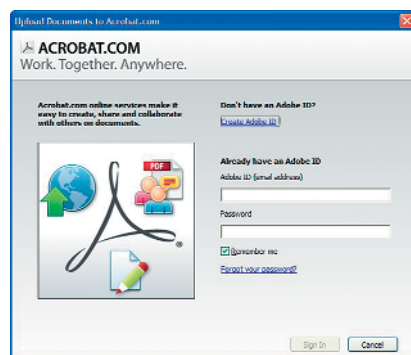 Upload Documents to Acrobat.com
ACROBAT.COM
Work. Together. Anywhere.
Acrobat.com online services make it
easy to create, share and collaborate
with others on documents.
PDF
®
Don't have an Adobe ID?
Create Adobe ID
Already have an Adobe ID
Adobe ID (email address)
Password
Remember me
Forgot your password?
Sign In
Cancel